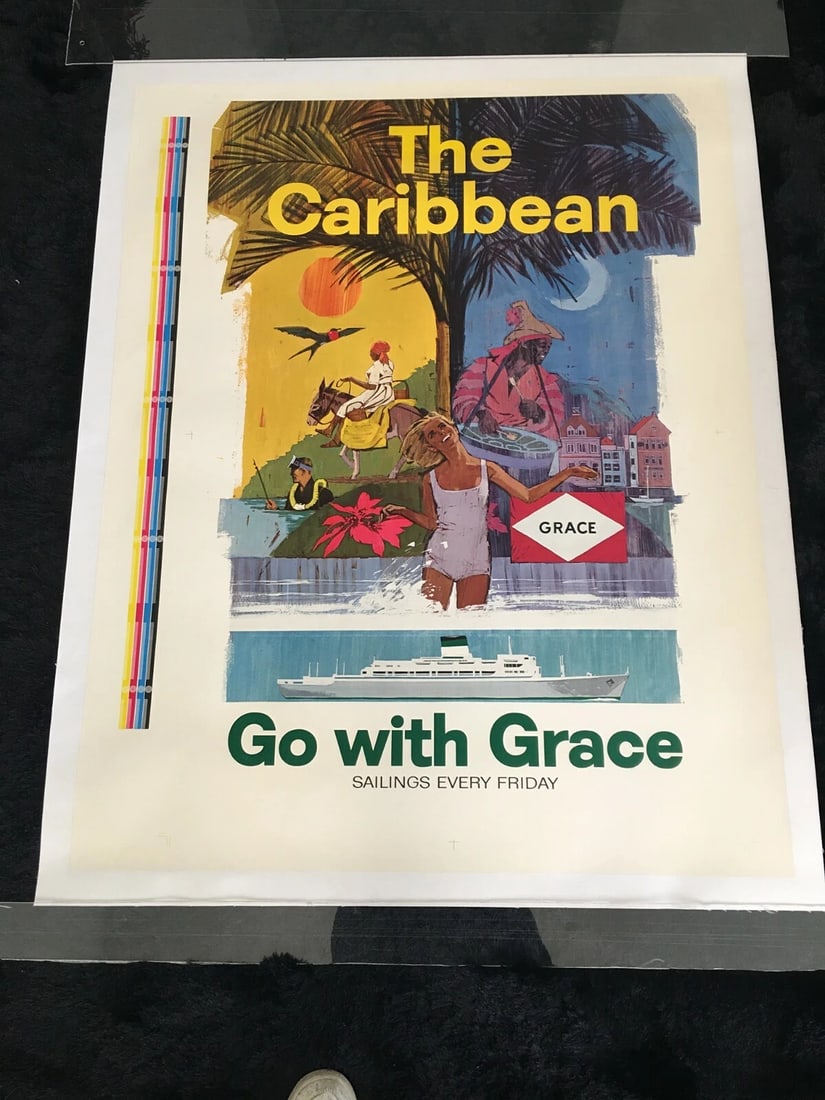 The
Caribbean
GRACE
Go with Grace
SAILINGS EVERY FRIDAY